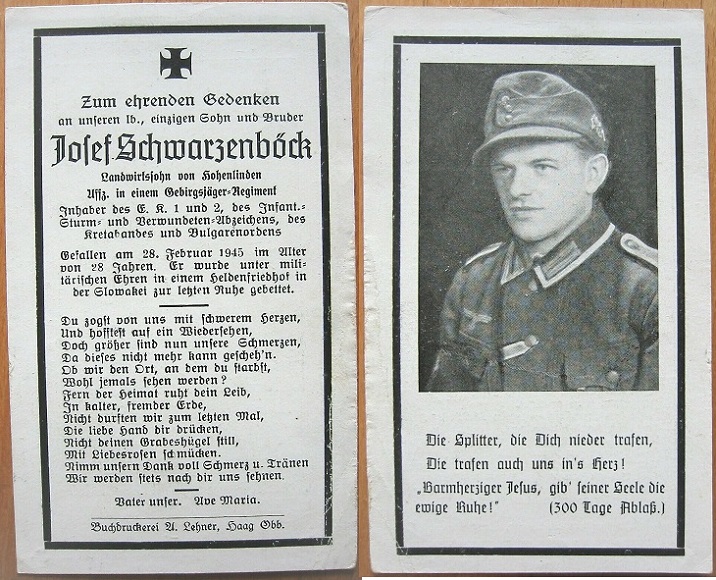 Zum ehrenden Gedenken
an unseren lb., einzigen Sohn und Bruder
Josef Schwarzenböck
Landwirtsohn von Hohenlinden
Uffz. in einem Gebirgsjäger-Regiment
Inhaber des E. K. 1 und 2, des Infant.-
Sturm- und Verwundeten-Abzeichens, des
Kretabandes und Bulgarenordens
Gefallen am 28. Februar 1945 im Alter
von 28 Jahren. Er wurde unter mili-
tärischen Ehren in einem Heldenfriedhof in
der Slowakei zur letzten Ruhe gebettet.
Du zogst von uns mit schwerem Herzen,
Und hofftest auf ein Wiedersehen,
Doch größer sind nun unsere Schmerzen,
Da dieses nicht mehr kann gescheh'n.
Ob wir den Ort, an dem du starbst,
Wohl jemals sehen werden?
Fern der Heimat ruht dein Leib,
In kalter, fremder Erde,
Nicht durften wir zum letzten Mal,
Die liebe Hand dir drücken,
Nicht deinen Grabeshügel still,
Mit Liebesrosen schmücken.
Nimm unsern Dank voll Schmerz u. Tränen
Wir werden stets nach dir uns sehnen.
Vater unser. Ave Maria.
Buchdruckerei A. Lehner, Haag Obb.
Die Splitter, die Dich nieder trafen,
Die trafen auch uns in's Herz!
„Barmherziger Jesus, gib' seiner Seele die
ewige Ruhe!" (300 Tage Ablaß.)